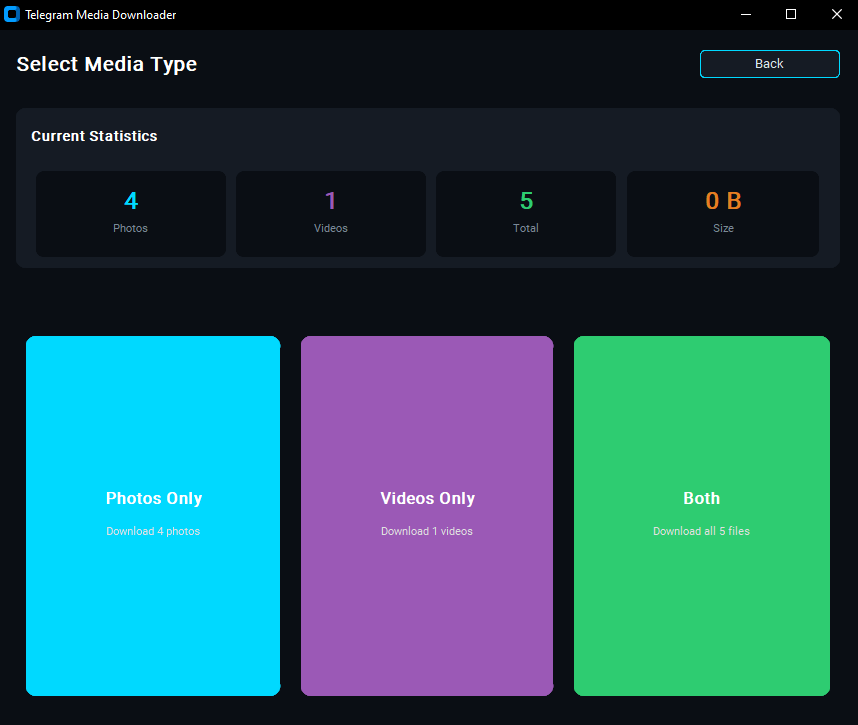 Telegram Media Downloader
Select Media Type
Back
Current Statistics
4
Photos
1
Videos
5
Total
0 B
Size
Photos Only
Download 4 photos
Videos Only
Download 1 videos
Both
Download all 5 files